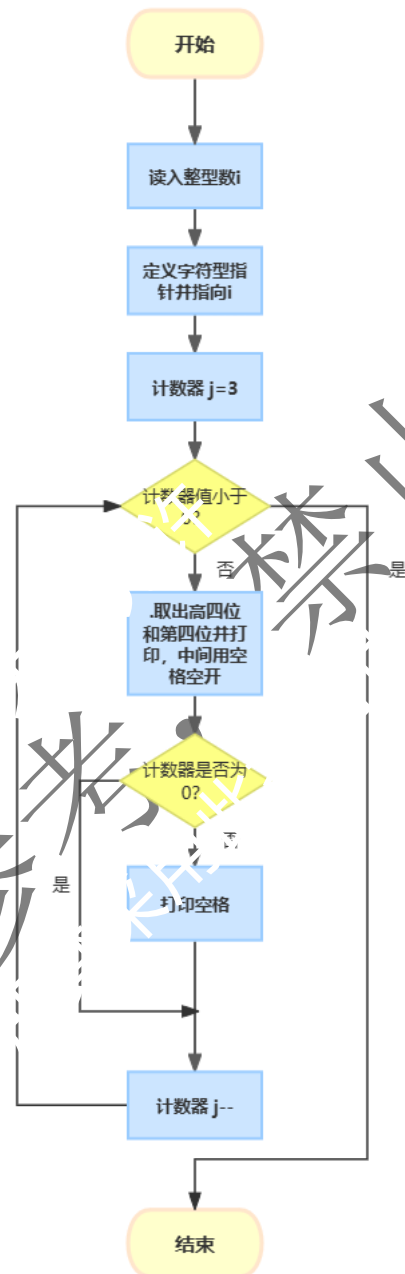 开始
读入整型数i
定义字符型指
针并指向i
计数器 j=3
计数器值小于
否
是
.取出高四位
和第四位并打
印，中间用空
格空开
计数器是否为
0?
否
是
打印空格
计数器 j--
结束
禁
考